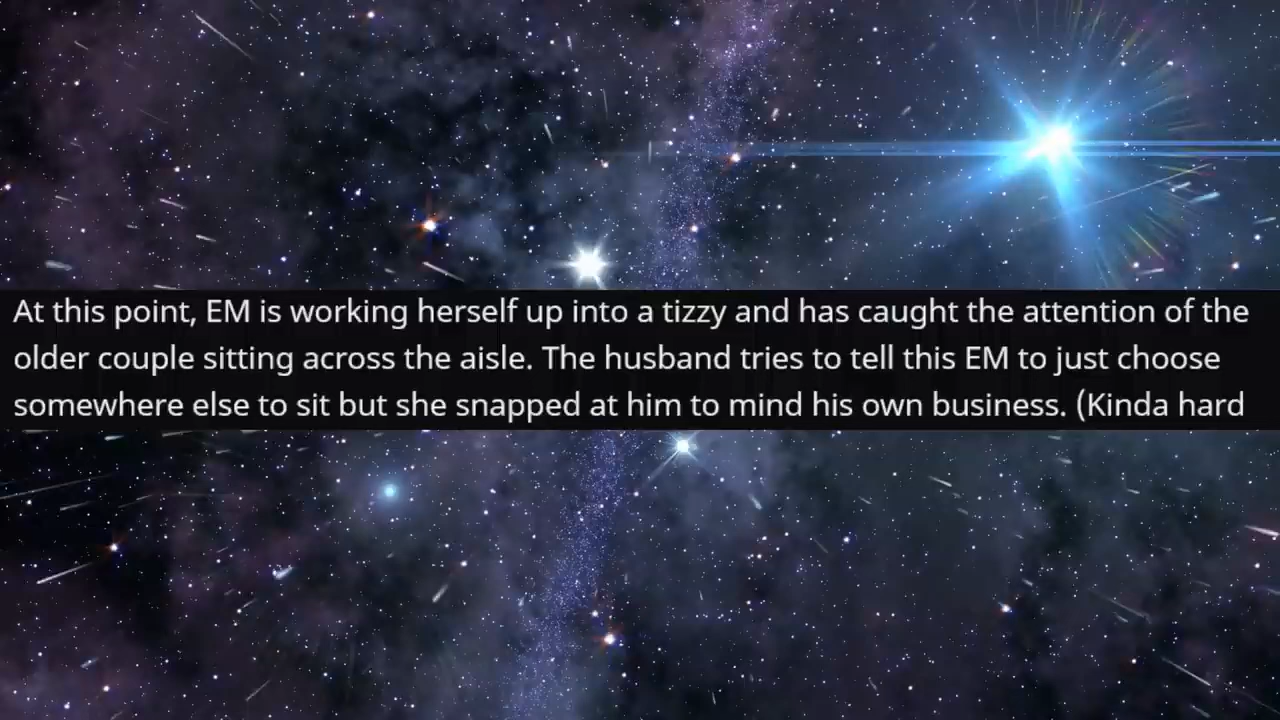 At this point, EM is working herself up into a tizzy and has caught the attention of the
older couple sitting across the aisle. The husband tries to tell this EM to just choose
somewhere else to sit but she snapped at him to mind his own business. (Kinda hard